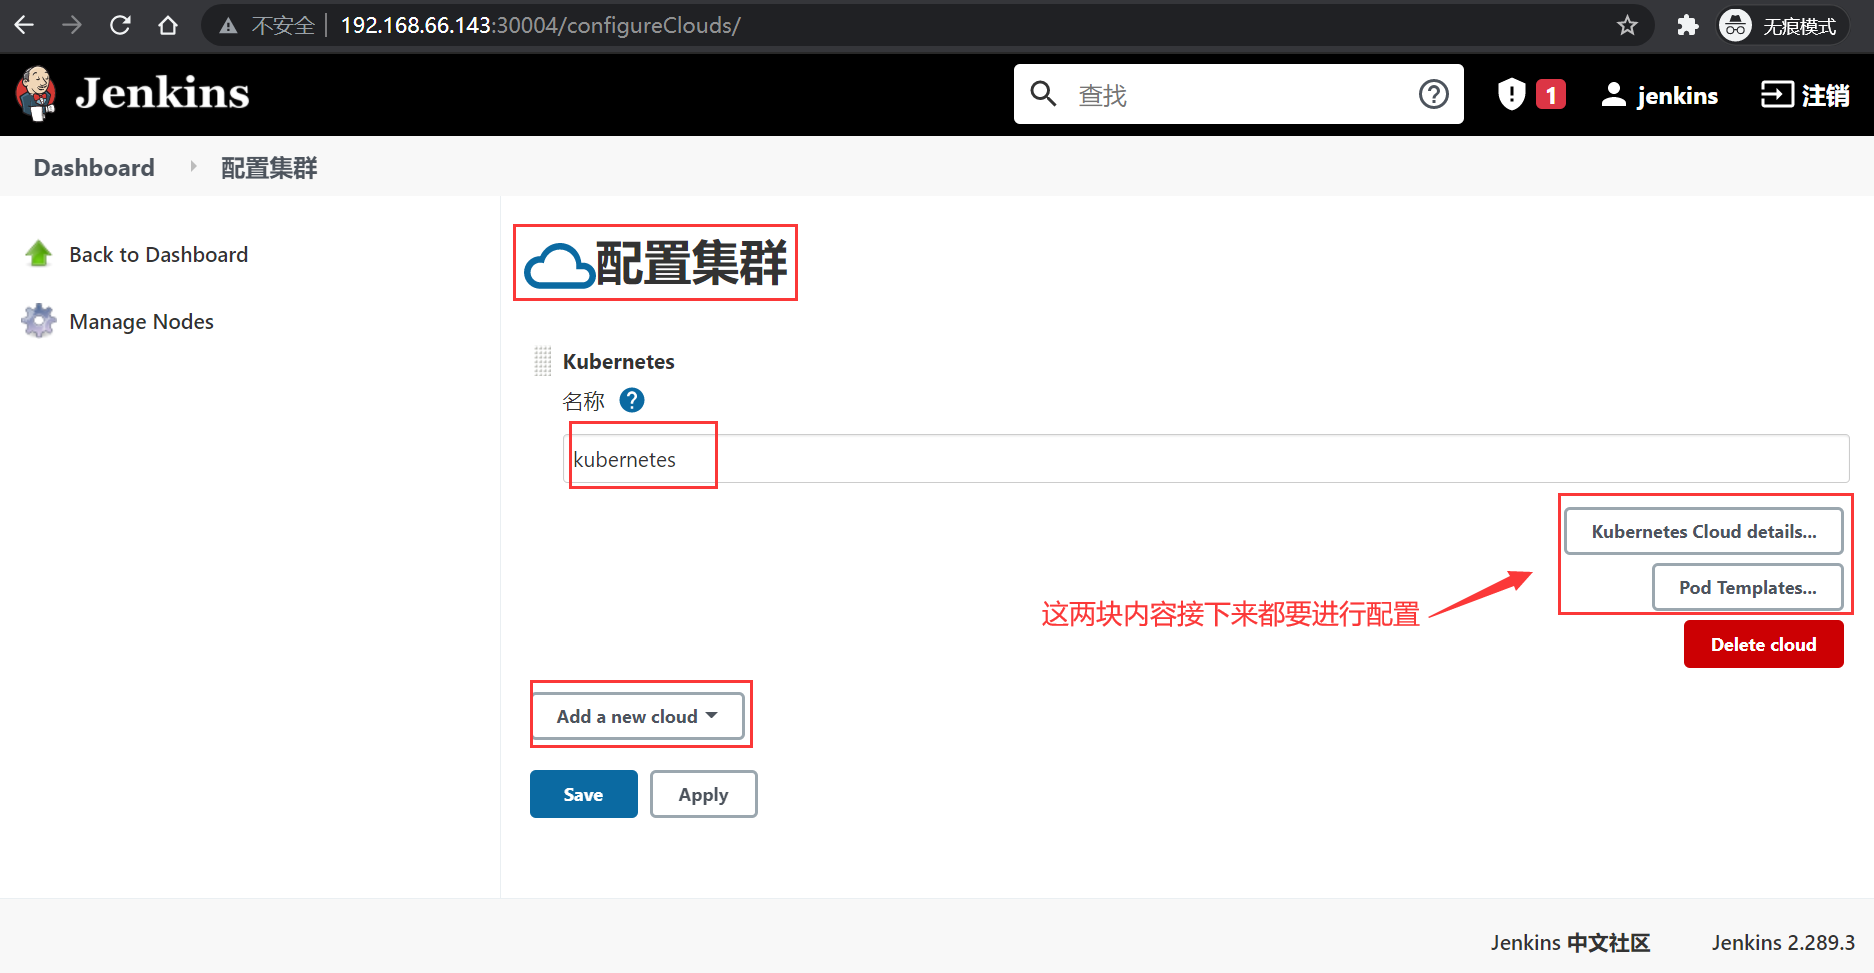 不安全 192.168.66.143:30004/configureClouds/ 无痕模式
Jenkins 查找 1 jenkins 注销
Dashboard 配置集群
Back to Dashboard
Manage Nodes
配置集群
Kubernetes
名称
kubernetes
Kubernetes Cloud details...
Pod Templates...
这两块内容接下来都要进行配置
Delete cloud
Add a new cloud
Save Apply
Jenkins 中文社区 Jenkins 2.289.3